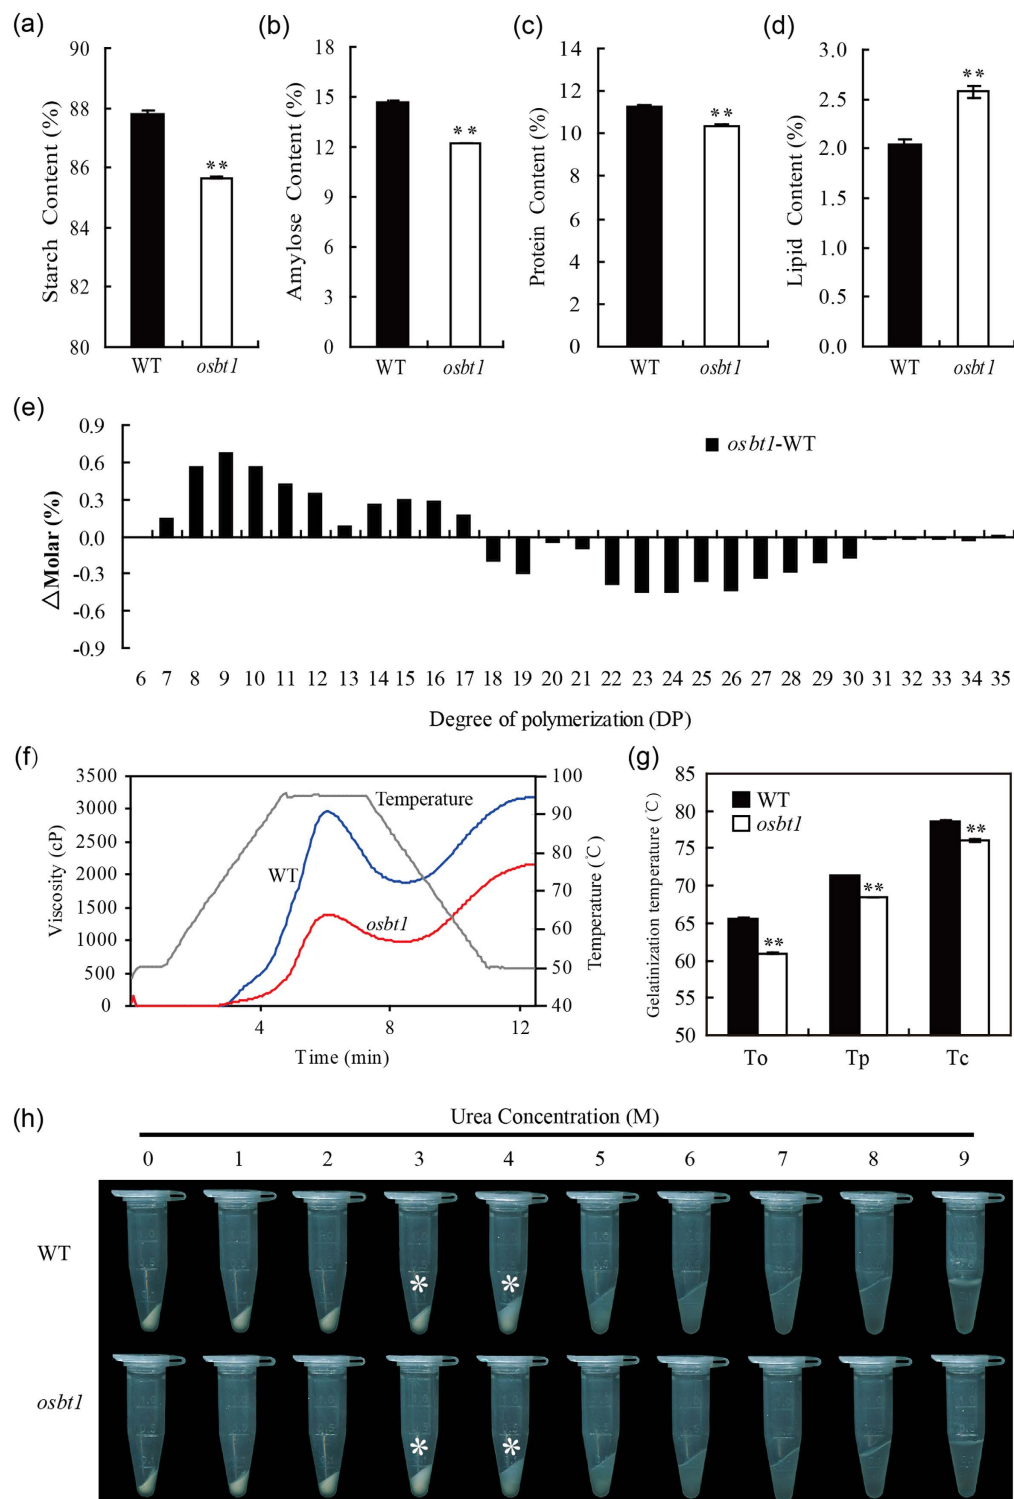 (a)
Starch Content (%)
90
88
86
84
82
80
**
WT
osbt1
(b)
Amylose Content (%)
18
15
12
9
6
3
0
**
WT
osbt1
(c)
Protein Content (%)
14
12
10
8
6
4
2
0
**
WT
osbt1
(d)
Lipid Content (%)
3.0
2.5
2.0
1.5
1.0
0.5
0.0
**
WT
osbt1
(e)
△Molar (%)
0.9
0.6
0.3
0.0
-0.3
-0.6
-0.9
osbt1-WT
6 7 8 9 10 11 12 13 14 15 16 17 18 19 20 21 22 23 24 25 26 27 28 29 30 31 32 33 34 35
Degree of polymerization (DP)
(f)
Viscosity (cP)
3500
3000
2500
2000
1500
1000
500
0
Temperature
WT
osbt1
100
90
80
70
60
50
40
Temperature (℃)
4 8 12
Time (min)
(g)
Gelatinization temperature (℃)
85
80
75
70
65
60
55
50
WT
osbt1
**
**
**
To Tp Tc
(h)
Urea Concentration (M)
0 1 2 3 4 5 6 7 8 9
WT
* *
osbt1
* *